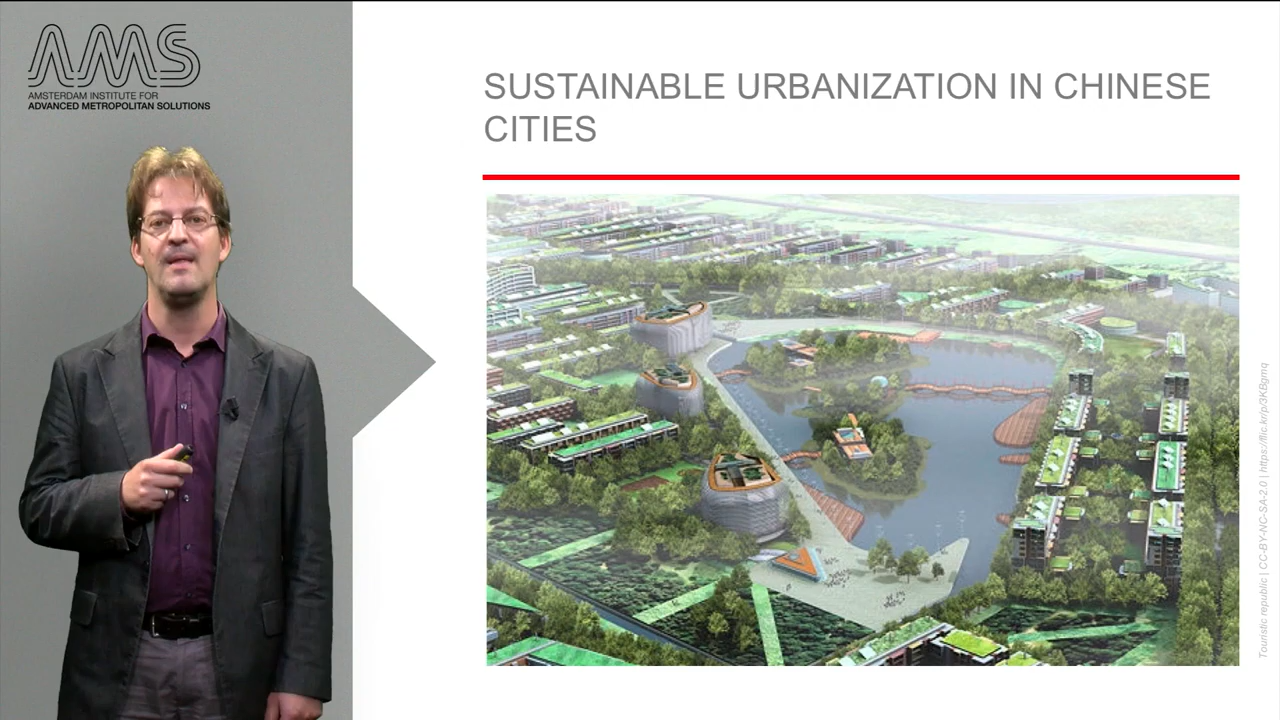 AMS
AMSTERDAM INSTITUTE FOR
ADVANCED METROPOLITAN SOLUTIONS
SUSTAINABLE URBANIZATION IN CHINESE
CITIES
Touristic republic | CC-BY-NC-SA-2.0 | https://flic.kr/p/3KBgmq